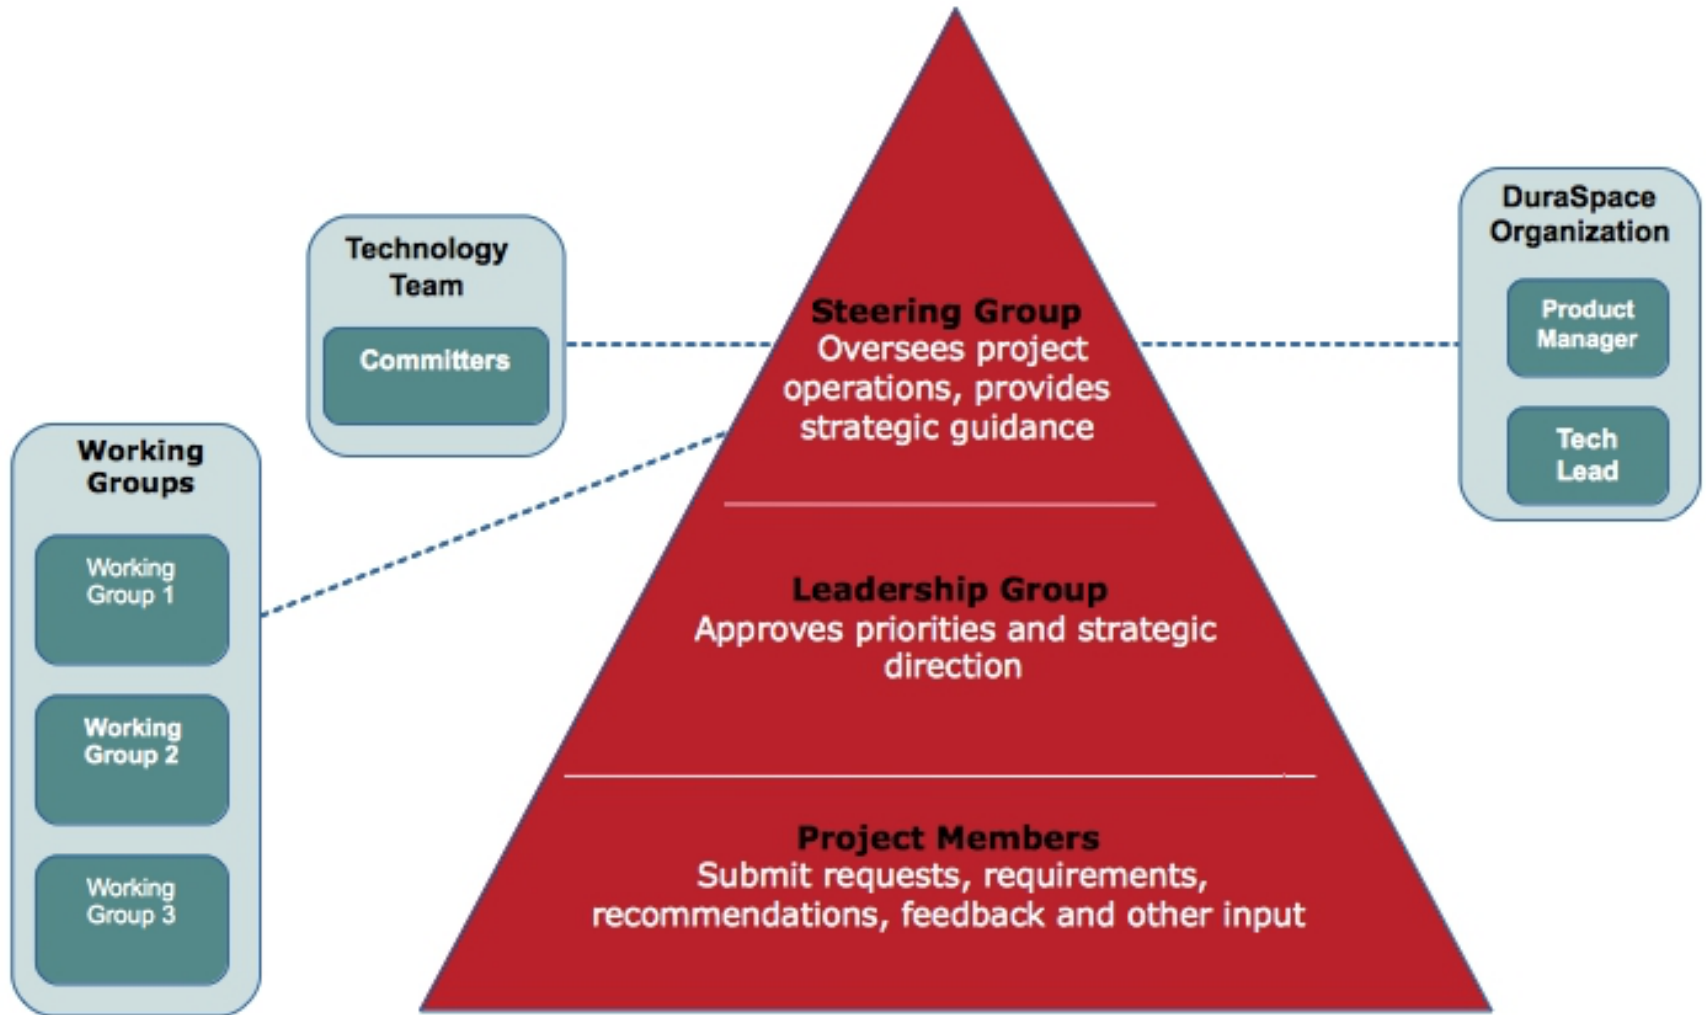 Technology
Team
Committers
Working
Groups
Working
Group 1
Working
Group 2
Working
Group 3
Steering Group
Oversees project
operations, provides
strategic guidance
Leadership Group
Approves priorities and strategic
direction
Project Members
Submit requests, requirements,
recommendations, feedback and other input
DuraSpace
Organization
Product
Manager
Tech
Lead